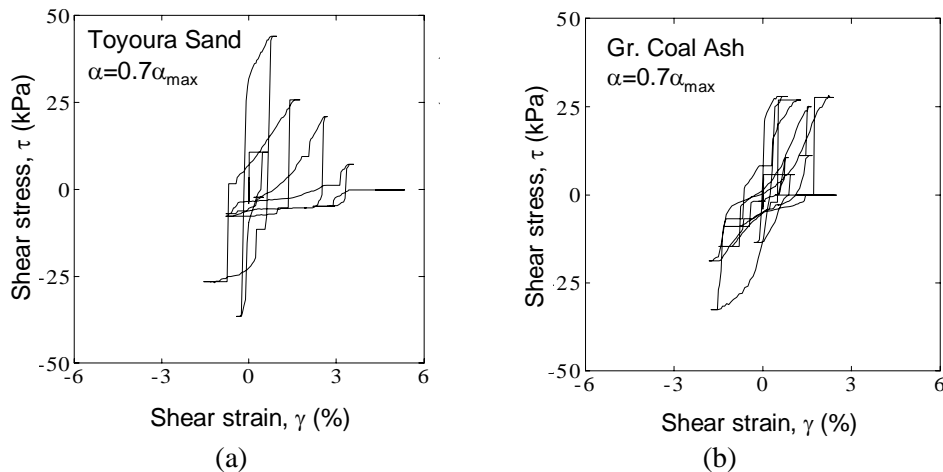 50
Toyoura Sand
α=0.7α_max
25
0
-25
-50
-6
-3
0
3
6
Shear stress, τ (kPa)
Shear strain, γ (%)
(a)
50
Gr. Coal Ash
α=0.7α_max
25
0
-25
-50
-6
-3
0
3
6
Shear stress, τ (kPa)
Shear strain, γ (%)
(b)